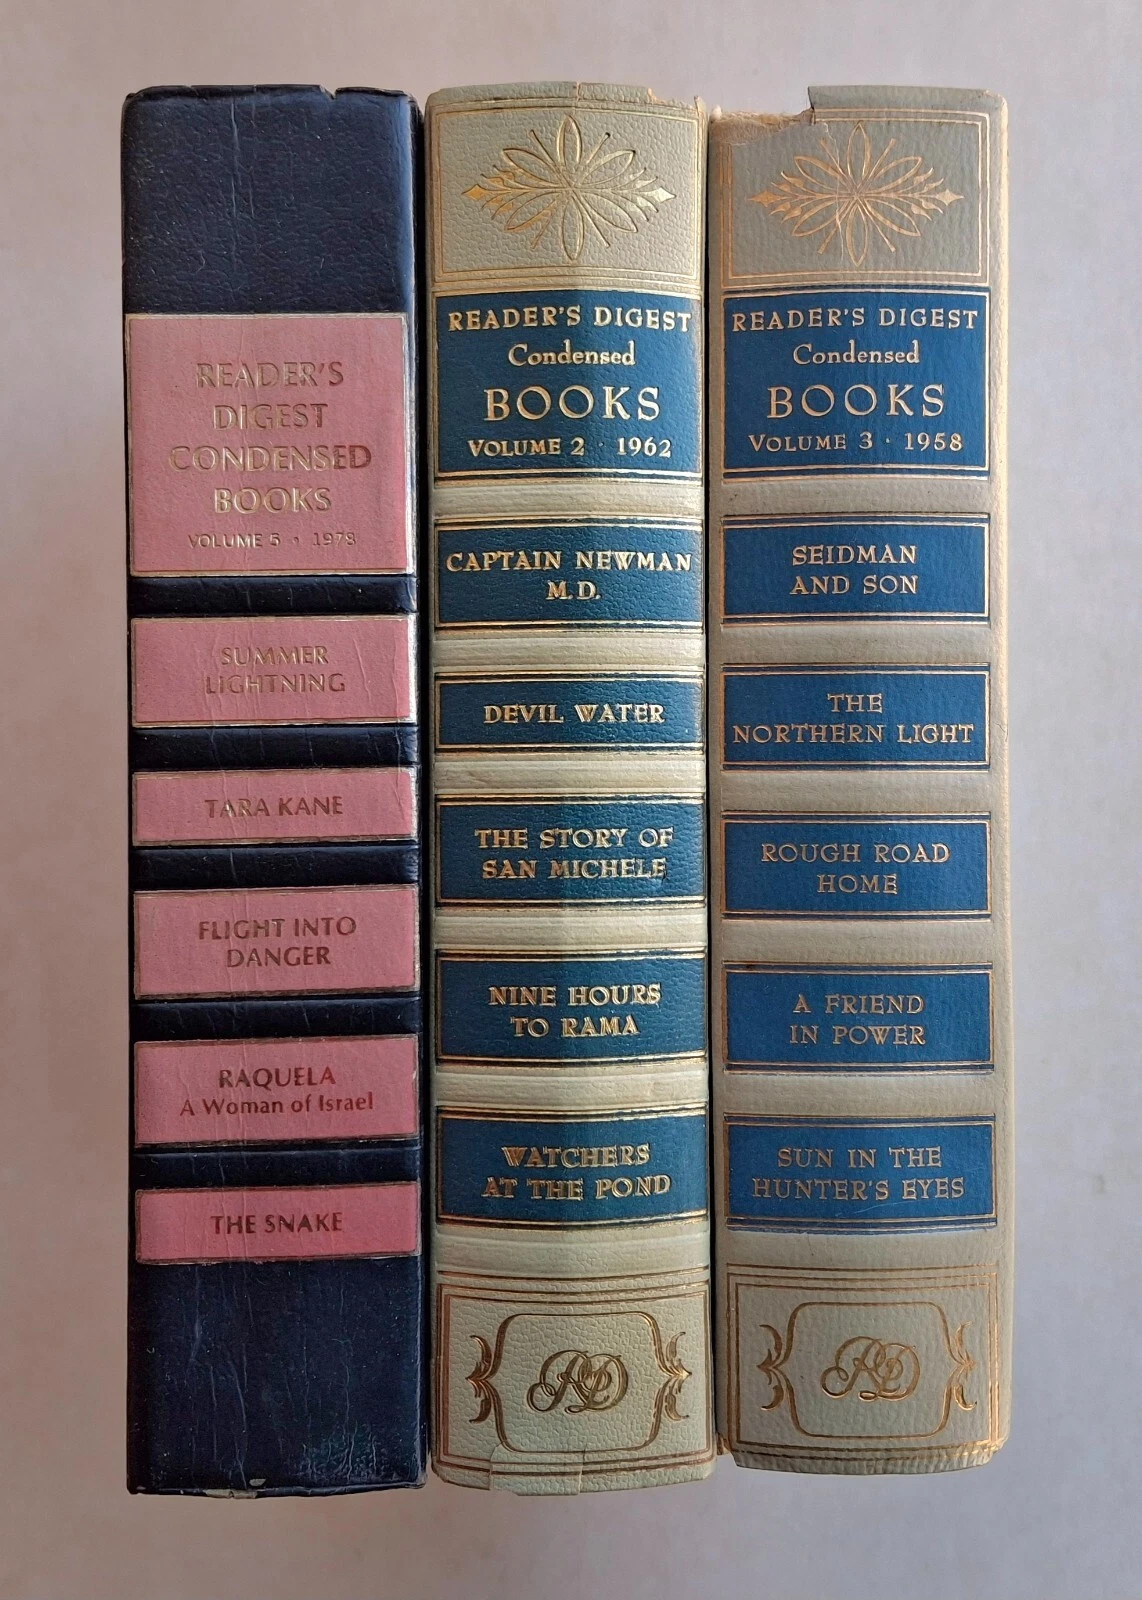 READER'S
DIGEST
CONDENSED
BOOKS
VOLUME 5 • 1978
SUMMER
LIGHTNING
TARA KANE
FLIGHT INTO
DANGER
RAQUELA
A Woman of Israel
THE SNAKE
READER'S DIGEST
Condensed
BOOKS
VOLUME 2 · 1962
CAPTAIN NEWMAN
M.D.
DEVIL WATER
THE STORY OF
SAN MICHELE
NINE HOURS
TO RAMA
WATCHERS
AT THE POND
RD
READER'S DIGEST
Condensed
BOOKS
VOLUME 3 · 1958
SEIDMAN
AND SON
THE
NORTHERN LIGHT
ROUGH ROAD
HOME
A FRIEND
IN POWER
SUN IN THE
HUNTER'S EYES
RD